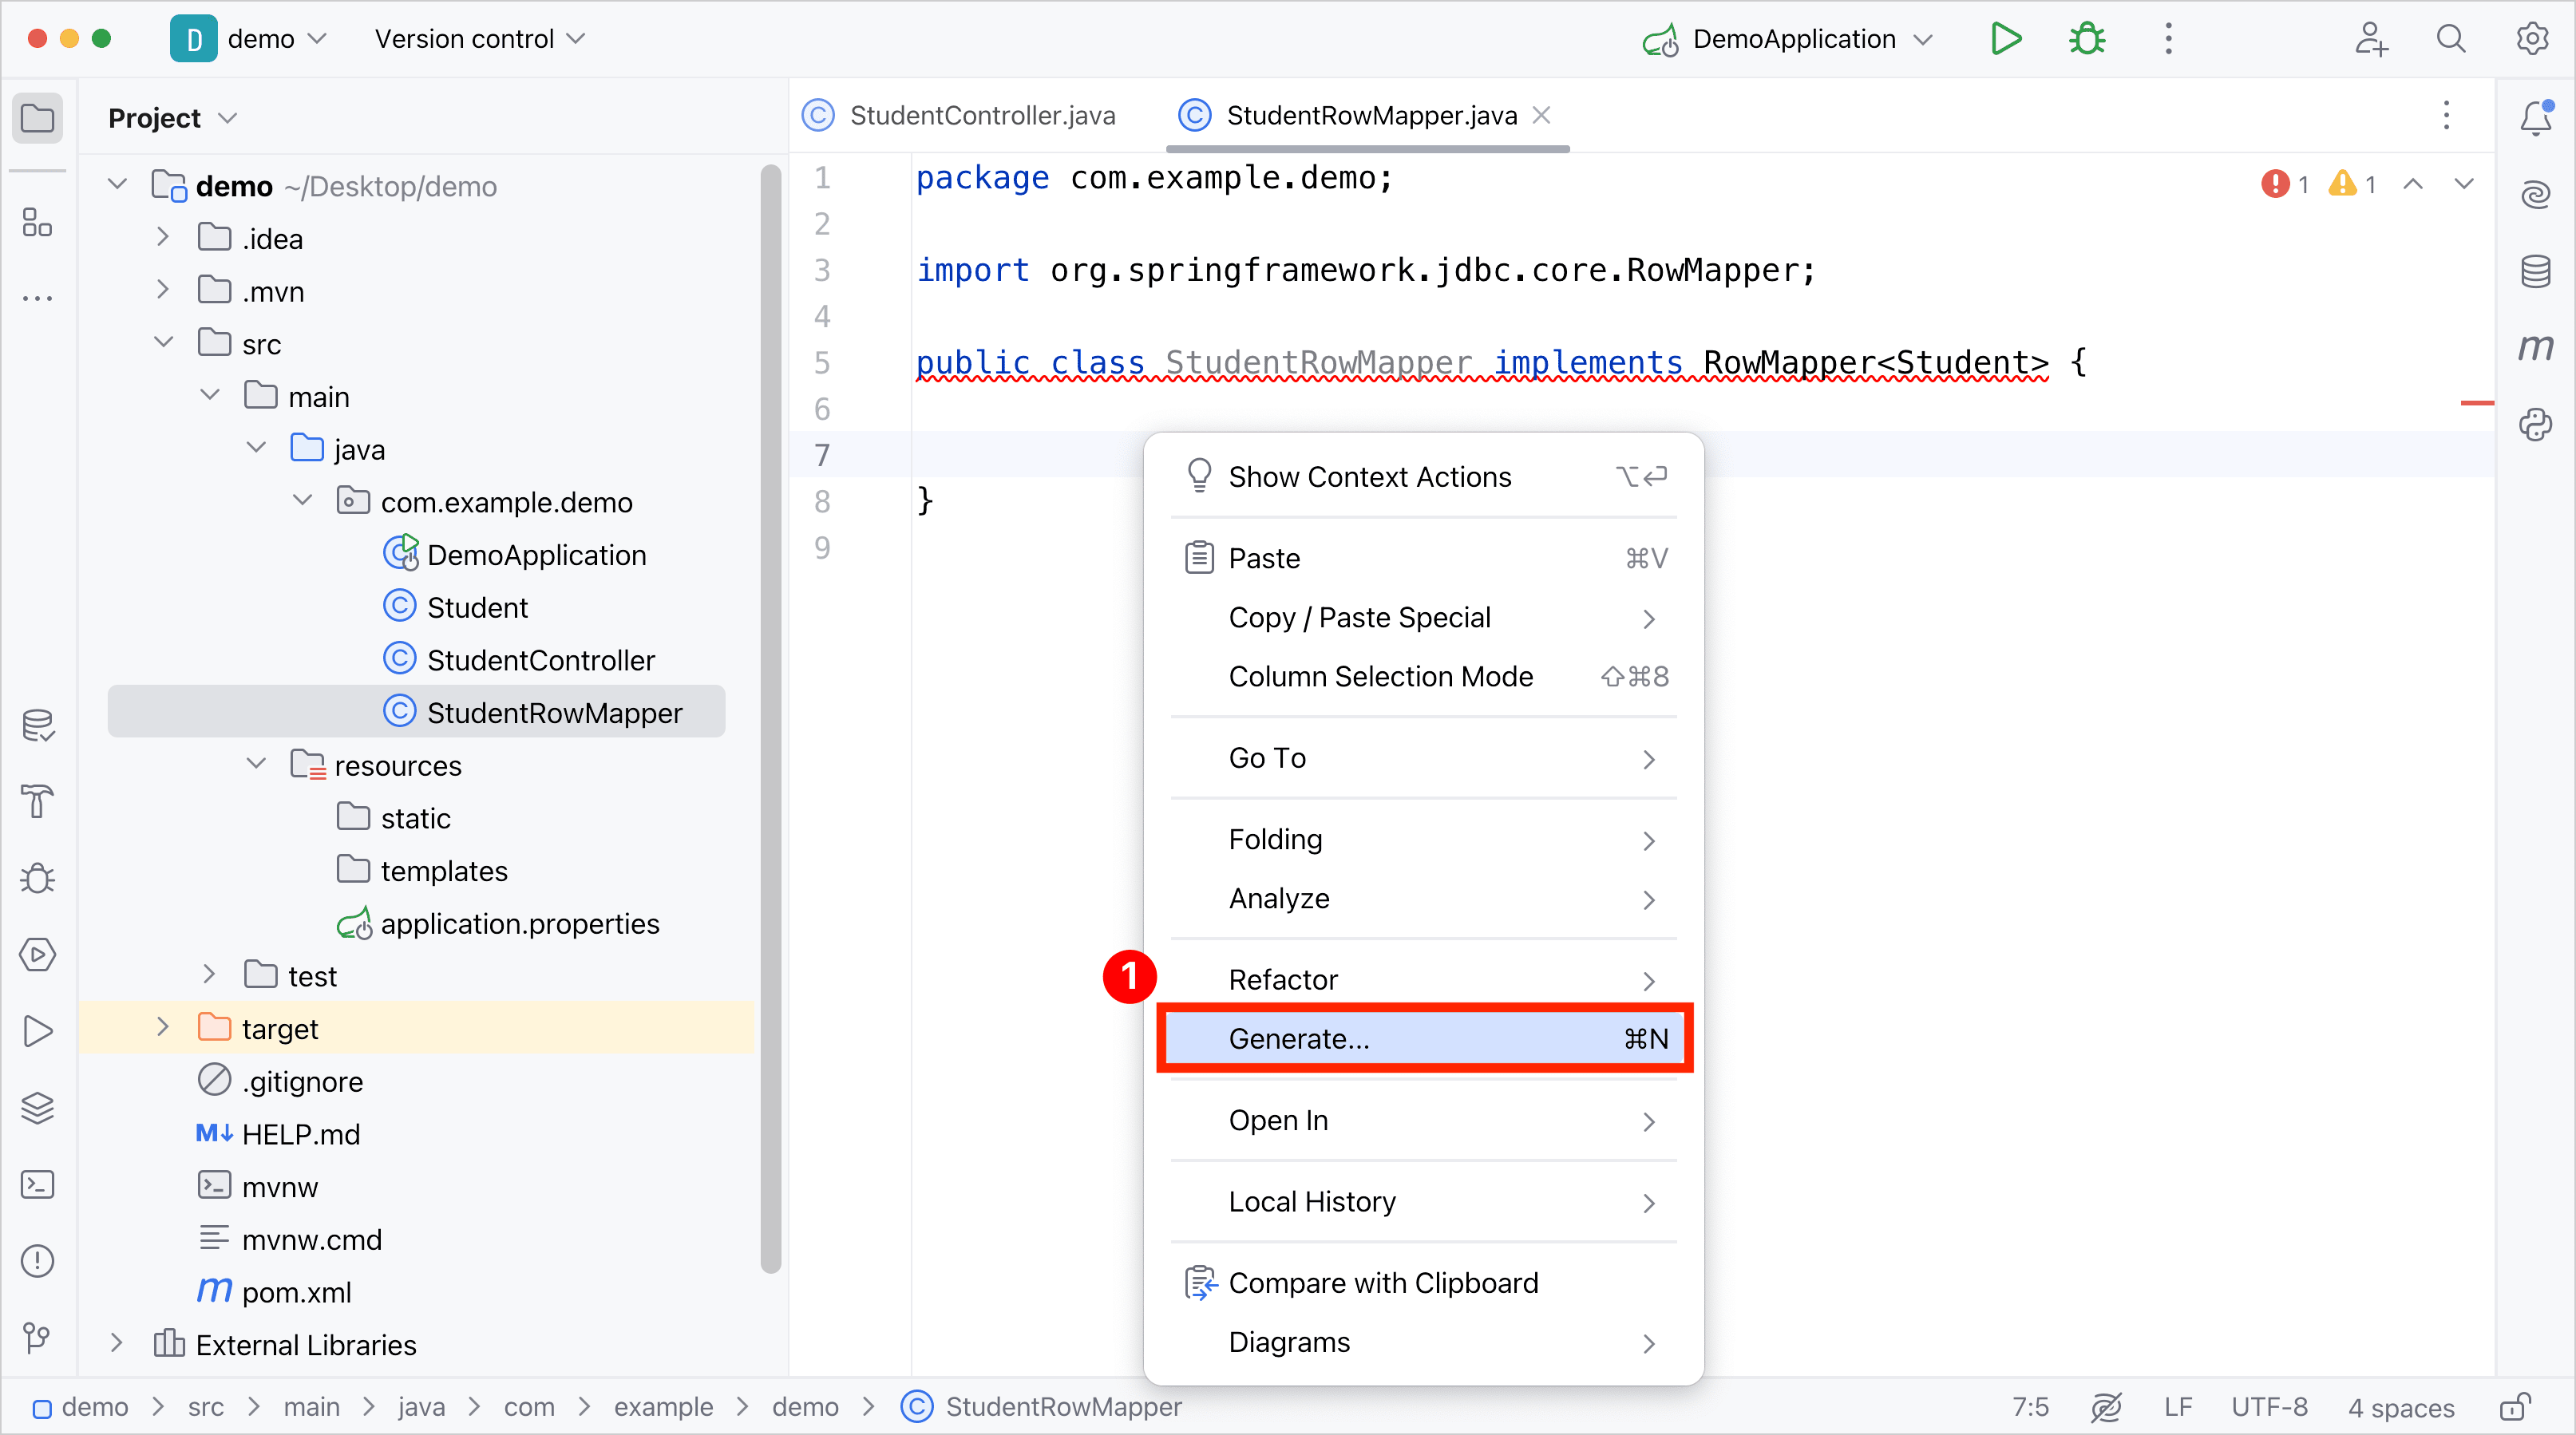 D demo Version control DemoApplication
Project
StudentController.java StudentRowMapper.java
demo ~/Desktop/demo
.idea
.mvn
src
main
java
com.example.demo
DemoApplication
Student
StudentController
StudentRowMapper
resources
static
templates
application.properties
test
target
.gitignore
M↓ HELP.md
mvnw
mvnw.cmd
m pom.xml
External Libraries
1 package com.example.demo;
2
3 import org.springframework.jdbc.core.RowMapper;
4
5 public class StudentRowMapper implements RowMapper<Student> {
6
7
8 }
9
1 1
m
Show Context Actions ⌥⏎
Paste ⌘V
Copy / Paste Special
Column Selection Mode ⇧⌘8
Go To
Folding
Analyze
1
Refactor
Generate... ⌘N
Open In
Local History
Compare with Clipboard
Diagrams
demo > src > main > java > com > example > demo > StudentRowMapper 7:5 LF UTF-8 4 spaces